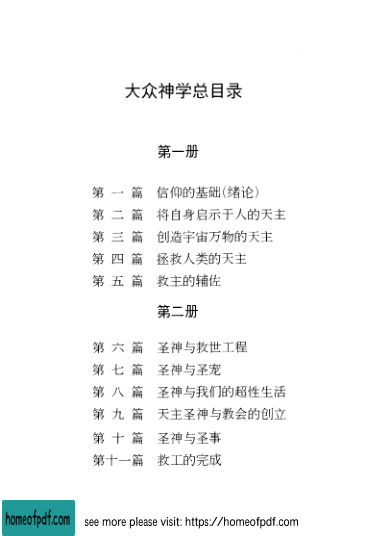 大众神学总目录
第一册
第 一 篇 信仰的基础(绪论)
第 二 篇 将自身启示于人的天主
第 三 篇 创造宇宙万物的天主
第 四 篇 拯救人类的天主
第 五 篇 救主的辅佐
第二册
第 六 篇 圣神与救世工程
第 七 篇 圣神与圣宠
第 八 篇 圣神与我们的超性生活
第 九 篇 天主圣神与教会的创立
第 十 篇 圣神与圣事
第十一篇 救工的完成
homeofpdf.com see more please visit: https://homeofpdf.com